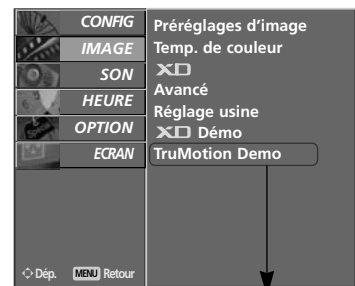 CONFIG
IMAGE
SON
HEURE
OPTION
ECRAN
Préréglages d’image
Temp. de couleur
XD
Avancé
Réglage usine
XD Démo
TruMotion Demo
Dép. MENU Retour